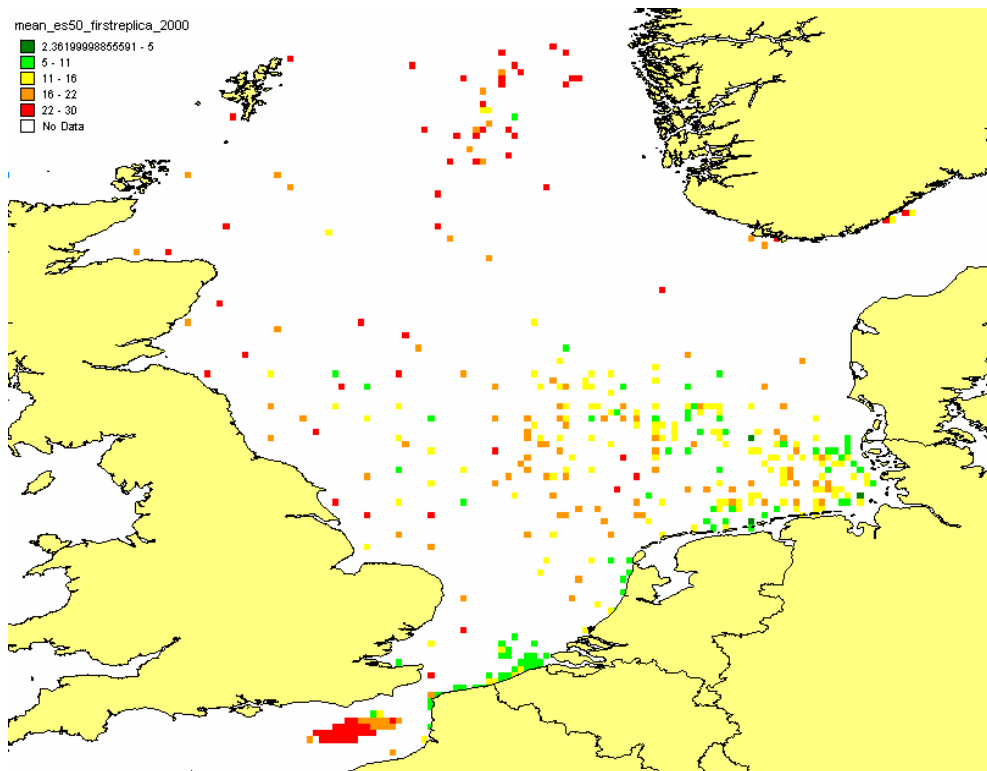 mean_es50_firstreplica_2000
2.36199998855591 - 5
5 - 11
11 - 16
16 - 22
22 - 30
No Data